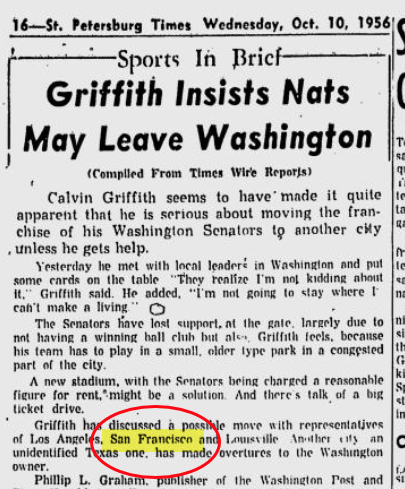 16—St. Petersburg Times Wednesday, Oct. 10, 1956
Sports In Brief
Griffith Insists Nats
May Leave Washington
(Compiled From Times Wire Reports)
Calvin Griffith seems to have made it quite
apparent that he is serious about moving the fran-
chise of his Washington Senators to another city
unless he gets help.
Yesterday he met with local leaders in Washington and put
some cards on the table "They realize I'm not kidding about
it," Griffith said. He added, "I'm not going to stay where I
can't make a living."
The Senators have lost support, at the gate, largely due to
not having a winning ball club but also, Griffith feels, because
his team has to play in a small, older type park in a congested
part of the city.
A new stadium, with the Senators being charged a reasonable
figure for rent, might be a solution. And there's talk of a big
ticket drive.
Griffith has discussed a possible move with representatives
of Los Angeles, San Francisco and Louisville Another city an
unidentified Texas one, has made overtures to the Washington
owner.
Phillip L. Graham, publisher of the Washington Post and